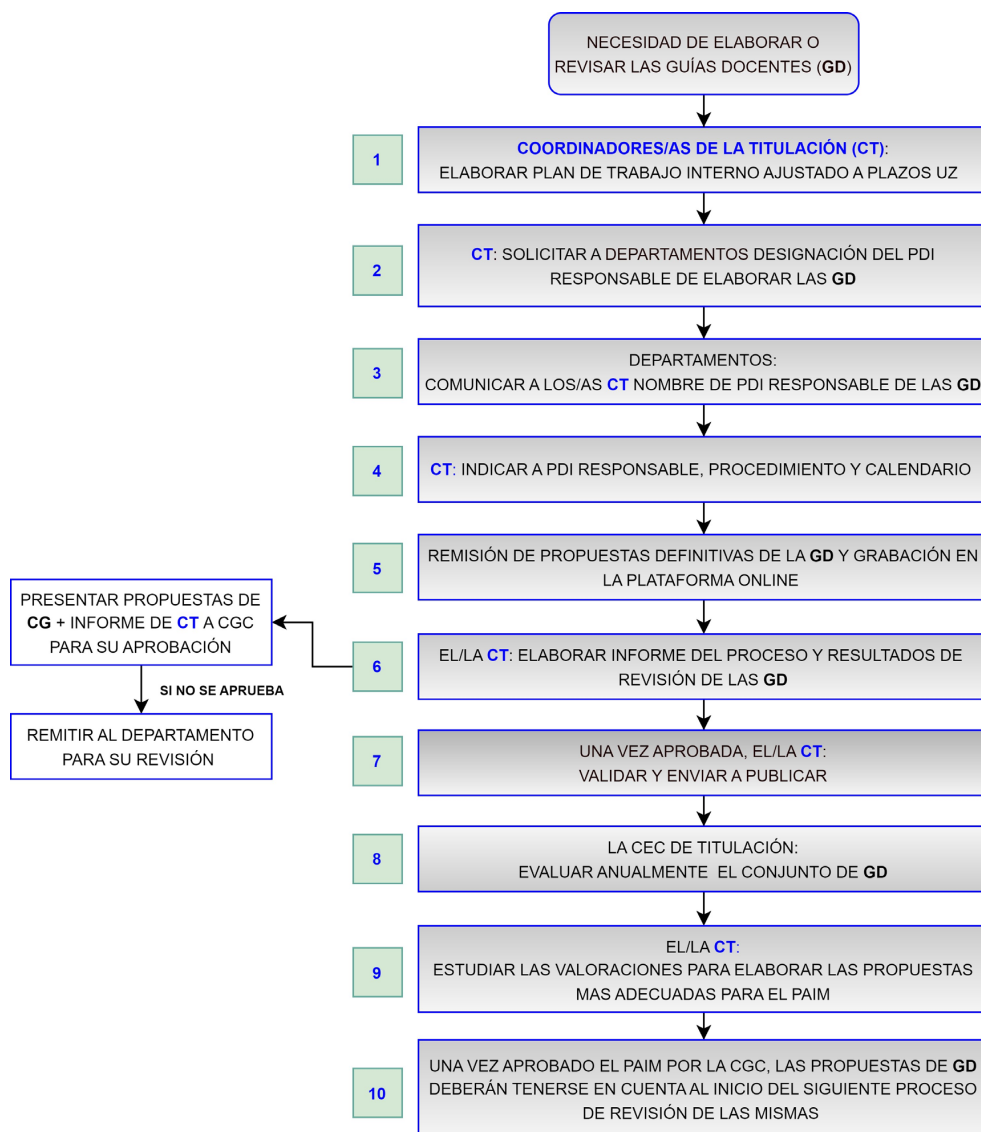 NECESIDAD DE ELABORAR O
REVISAR LAS GUÍAS DOCENTES (GD)
1
COORDINADORES/AS DE LA TITULACIÓN (CT):
ELABORAR PLAN DE TRABAJO INTERNO AJUSTADO A PLAZOS UZ
2
CT: SOLICITAR A DEPARTAMENTOS DESIGNACIÓN DEL PDI
RESPONSABLE DE ELABORAR LAS GD
3
DEPARTAMENTOS:
COMUNICAR A LOS/AS CT NOMBRE DE PDI RESPONSABLE DE LAS GD
4
CT: INDICAR A PDI RESPONSABLE, PROCEDIMIENTO Y CALENDARIO
5
REMISIÓN DE PROPUESTAS DEFINITIVAS DE LA GD Y GRABACIÓN EN
LA PLATAFORMA ONLINE
6
EL/LA CT: ELABORAR INFORME DEL PROCESO Y RESULTADOS DE
REVISIÓN DE LAS GD
PRESENTAR PROPUESTAS DE
CG + INFORME DE CT A CGC
PARA SU APROBACIÓN
SI NO SE APRUEBA
REMITIR AL DEPARTAMENTO
PARA SU REVISIÓN
7
UNA VEZ APROBADA, EL/LA CT:
VALIDAR Y ENVIAR A PUBLICAR
8
LA CEC DE TITULACIÓN:
EVALUAR ANUALMENTE EL CONJUNTO DE GD
9
EL/LA CT:
ESTUDIAR LAS VALORACIONES PARA ELABORAR LAS PROPUESTAS
MAS ADECUADAS PARA EL PAIM
10
UNA VEZ APROBADO EL PAIM POR LA CGC, LAS PROPUESTAS DE GD
DEBERÁN TENERSE EN CUENTA AL INICIO DEL SIGUIENTE PROCESO
DE REVISIÓN DE LAS MISMAS